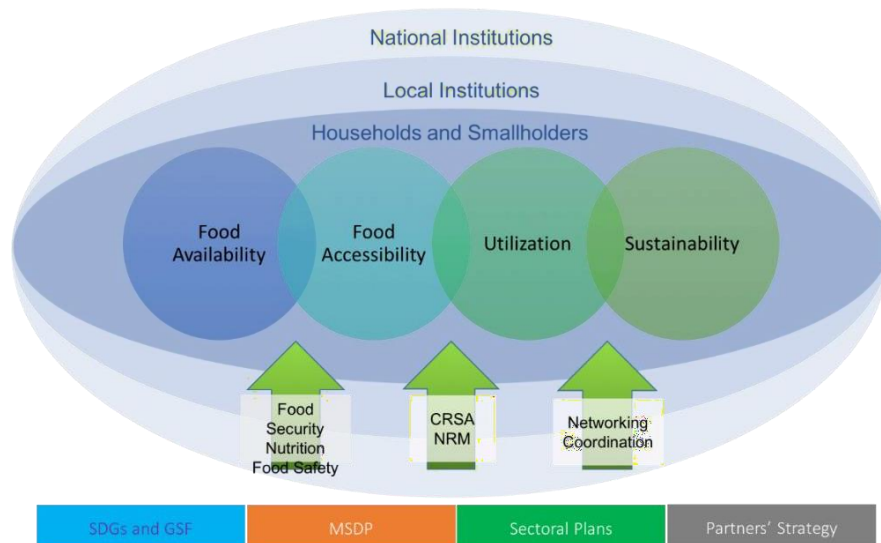 National Institutions
Local Institutions
Households and Smallholders
Food
Availability
Food
Accessibility
Utilization
Sustainability
Food
Security
Nutrition
Food Safety
CRSA
NRM
Networking
Coordination
SDGs and GSF
MSDP
Sectoral Plans
Partners' Strategy